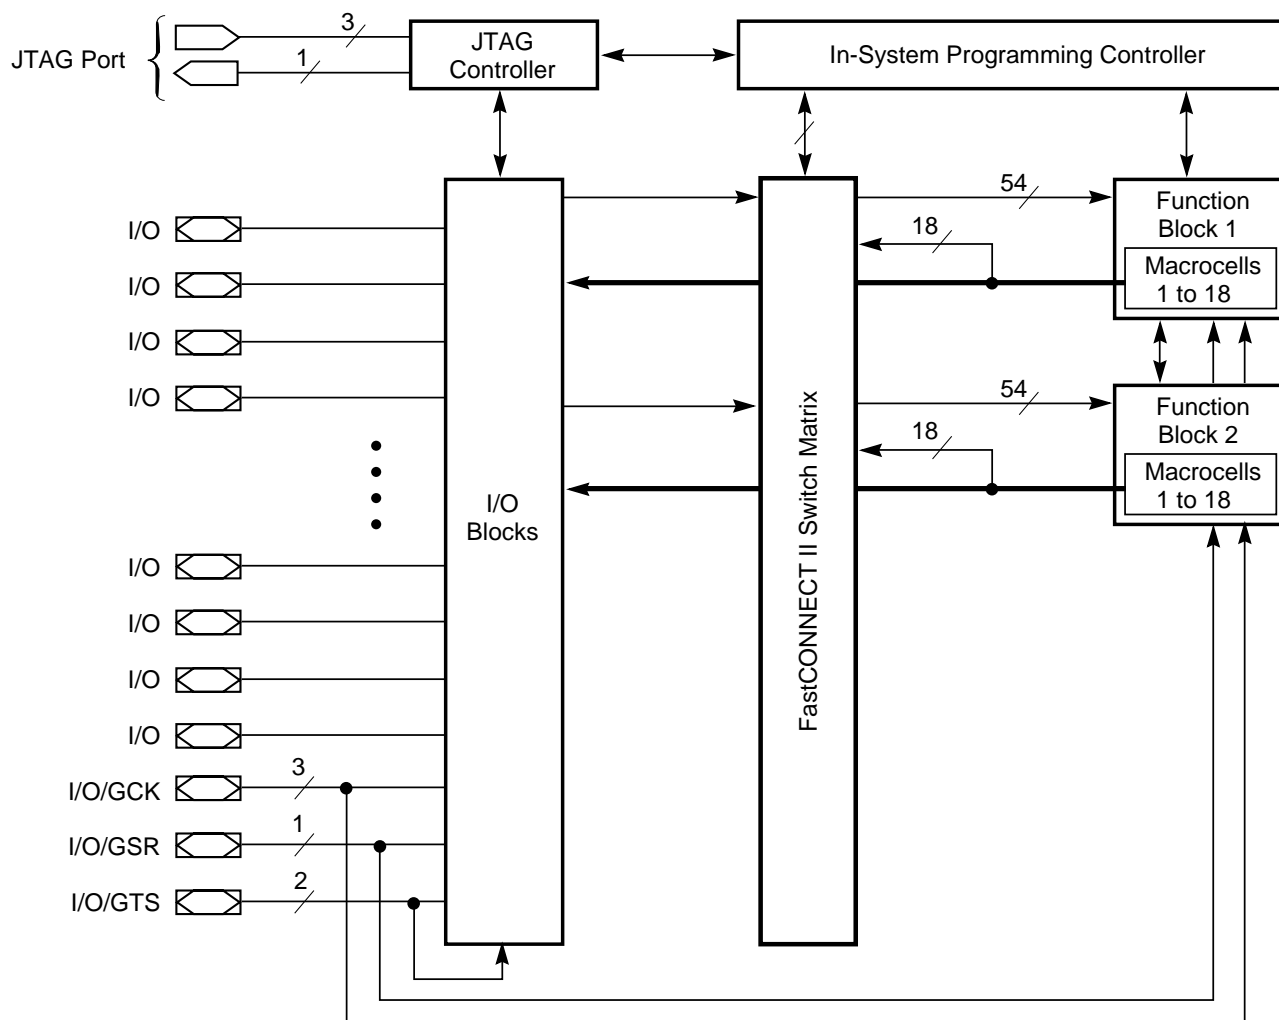 JTAG Port
3
1
JTAG
Controller
In-System Programming Controller
I/O
I/O
I/O
I/O
I/O
I/O
I/O
I/O
I/O/GCK
3
I/O/GSR
1
I/O/GTS
2
I/O
Blocks
FastCONNECT II Switch Matrix
54
18
Function
Block 1
Macrocells
1 to 18
54
18
Function
Block 2
Macrocells
1 to 18